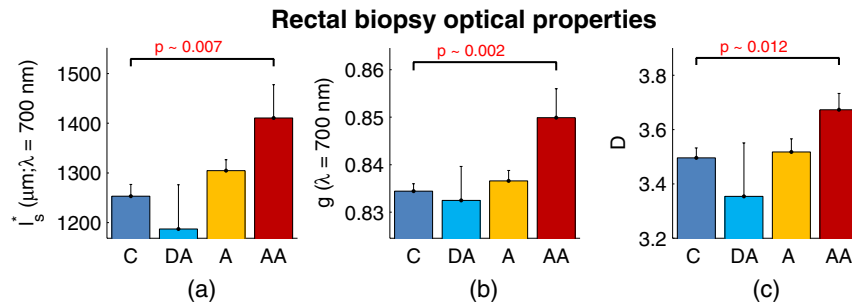 Rectal biopsy optical properties
p ~ 0.007
l*s (μm;λ = 700 nm)
1500
1400
1300
1200
C DA A AA
(a)
p ~ 0.002
g (λ = 700 nm)
0.86
0.85
0.84
0.83
C DA A AA
(b)
p ~ 0.012
D
3.8
3.6
3.4
3.2
C DA A AA
(c)